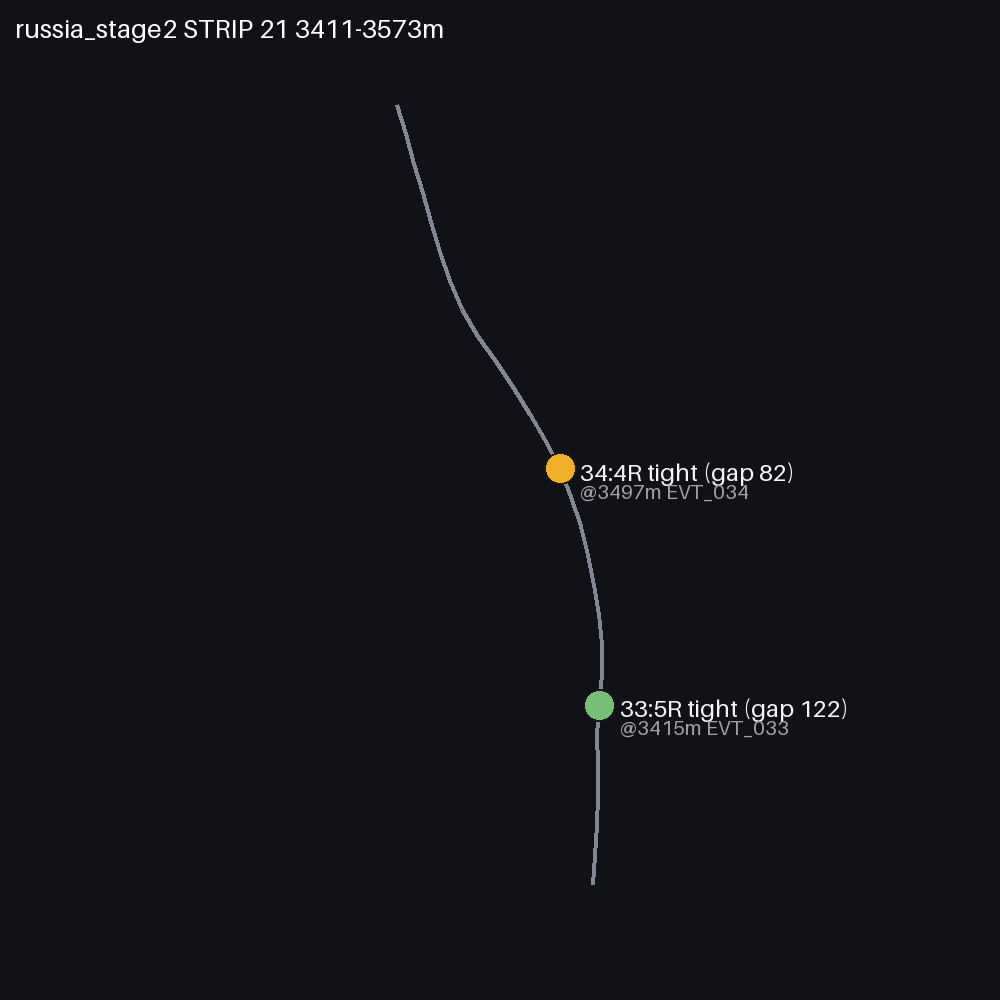 russia_stage2 STRIP 21 3411-3573m
34:4R tight (gap 82)
@3497m EVT_034
33:5R tight (gap 122)
@3415m EVT_033